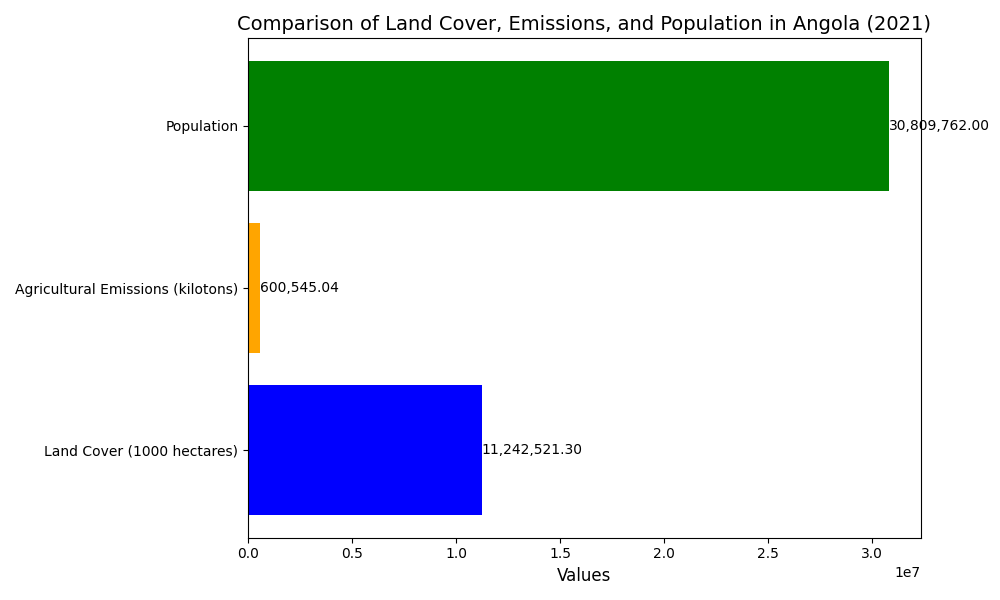 Comparison of Land Cover, Emissions, and Population in Angola (2021)
Population
30,809,762.00
Agricultural Emissions (kilotons)
600,545.04
Land Cover (1000 hectares)
11,242,521.30
0.0 0.5 1.0 1.5 2.0 2.5 3.0
1e7
Values